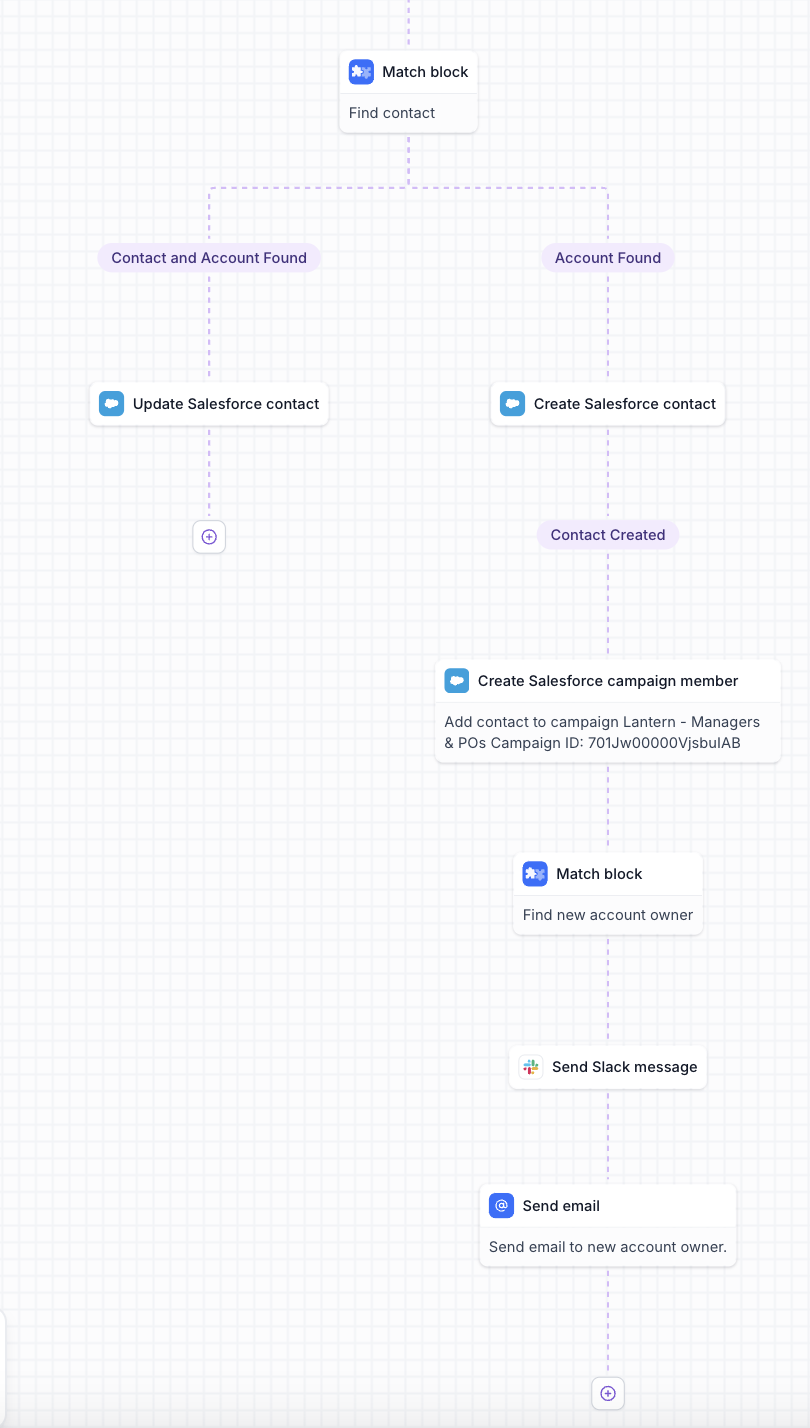 Match block
Find contact
Contact and Account Found
Account Found
Update Salesforce contact
Create Salesforce contact
Contact Created
Create Salesforce campaign member
Add contact to campaign Lantern - Managers
& POs Campaign ID: 701Jw00000VjsbuIAB
Match block
Find new account owner
Send Slack message
Send email
Send email to new account owner.